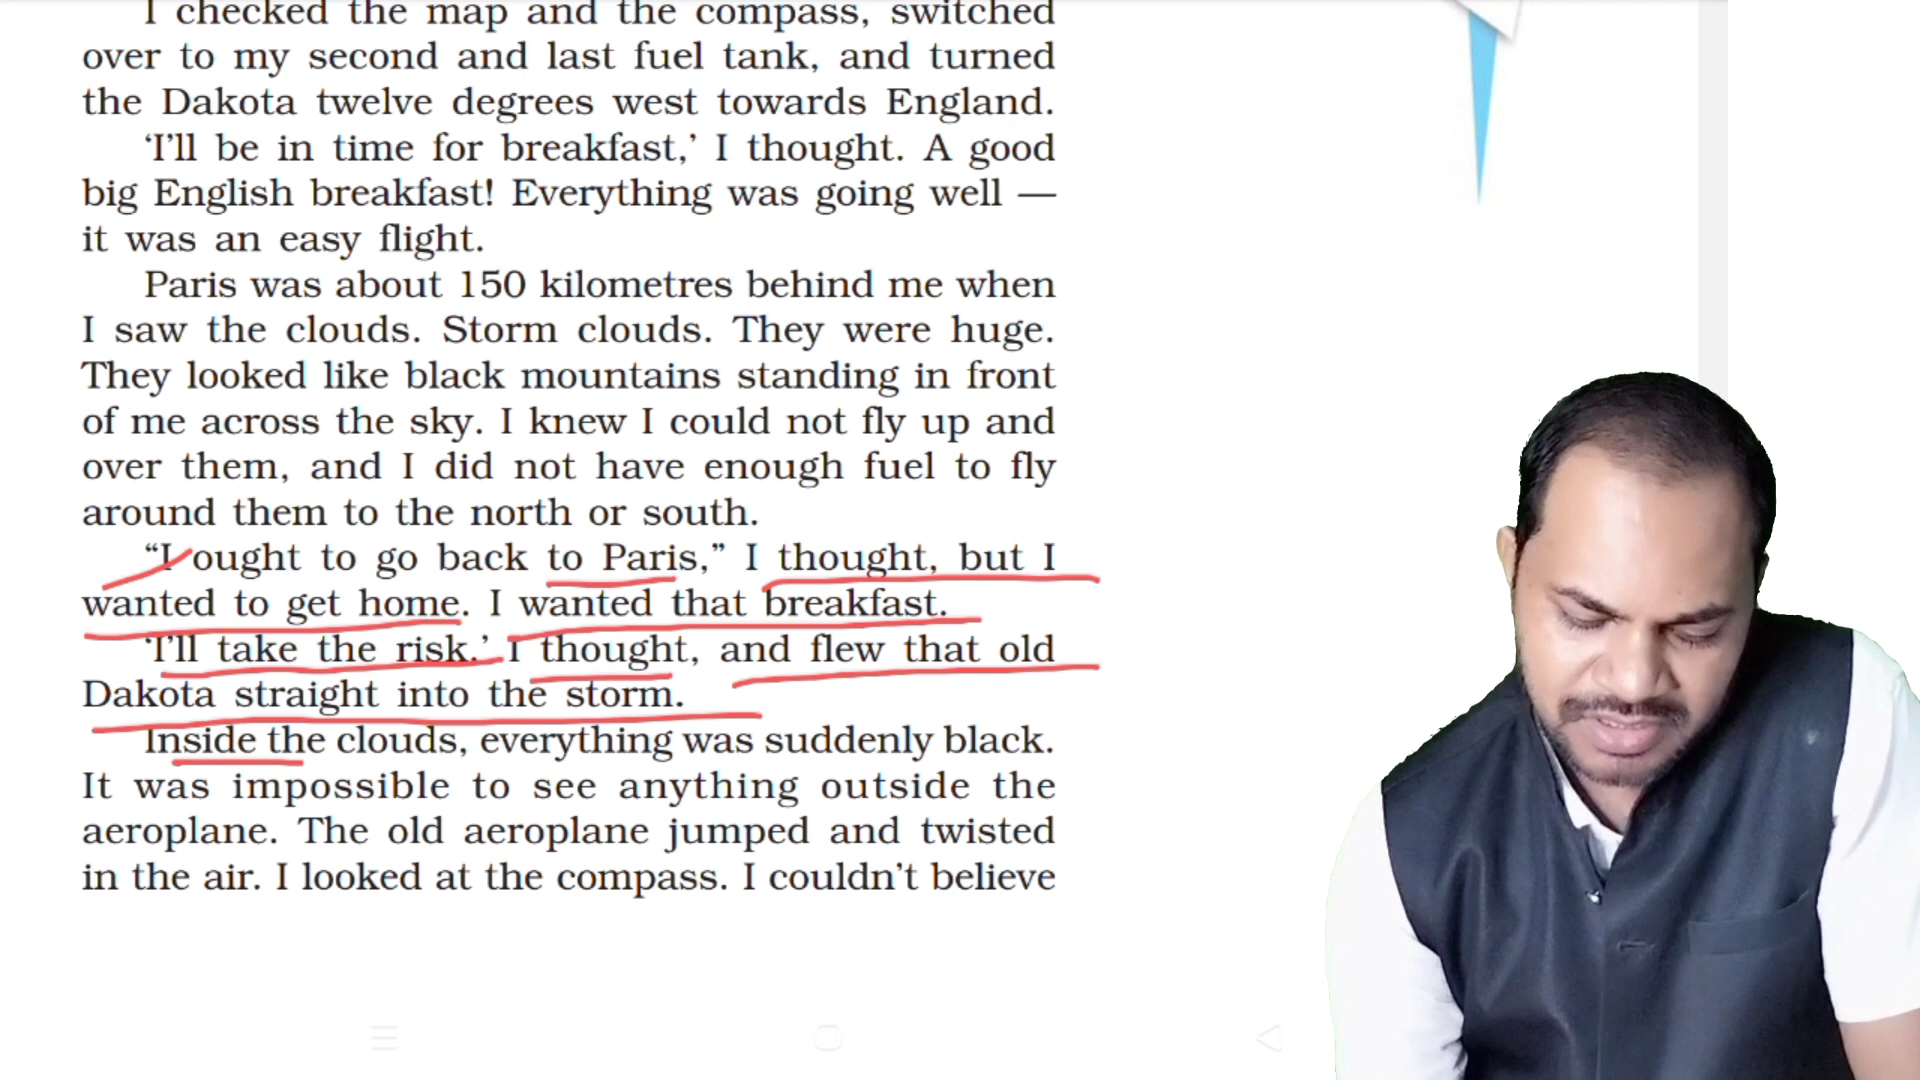 I checked the map and the compass, switched
over to my second and last fuel tank, and turned
the Dakota twelve degrees west towards England.
‘I’ll be in time for breakfast,’ I thought. A good
big English breakfast! Everything was going well —
it was an easy flight.
Paris was about 150 kilometres behind me when
I saw the clouds. Storm clouds. They were huge.
They looked like black mountains standing in front
of me across the sky. I knew I could not fly up and
over them, and I did not have enough fuel to fly
around them to the north or south.
“I ought to go back to Paris,” I thought, but I
wanted to get home. I wanted that breakfast.
‘I’ll take the risk.’ I thought, and flew that old
Dakota straight into the storm.
Inside the clouds, everything was suddenly black.
It was impossible to see anything outside the
aeroplane. The old aeroplane jumped and twisted
in the air. I looked at the compass. I couldn’t believe